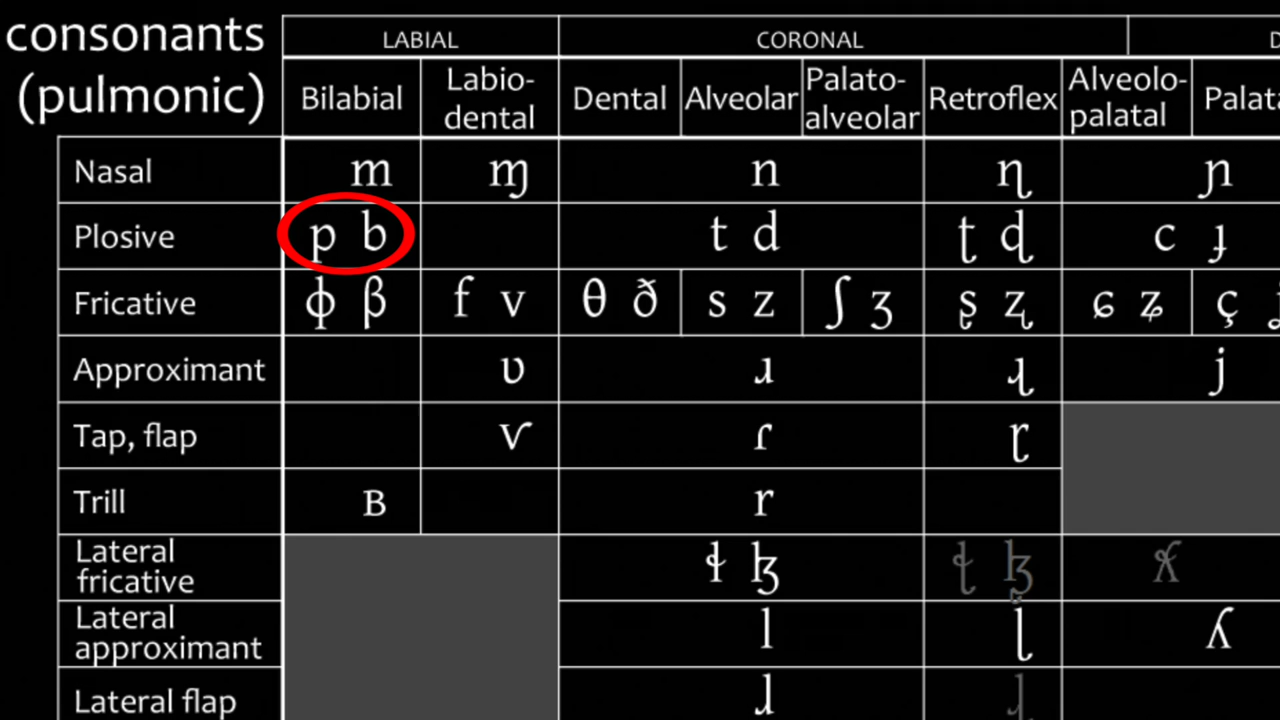 consonants
(pulmonic)
LABIAL CORONAL
Bilabial Labio-dental Dental Alveolar Palato-alveolar Retroflex Alveolo-palatal
Nasal m ɱ n ɳ ɲ
Plosive p b t d ʈ ɖ c ɟ
Fricative ɸ β f v θ ð s z ʃ ʒ ʂ ʐ ɕ ʑ ç
Approximant ʋ ɹ ɻ j
Tap, flap ⱱ ɾ ɽ
Trill ʙ r
Lateral
fricative ɬ ɮ
Lateral
approximant l ɭ ʎ
Lateral flap ɺ